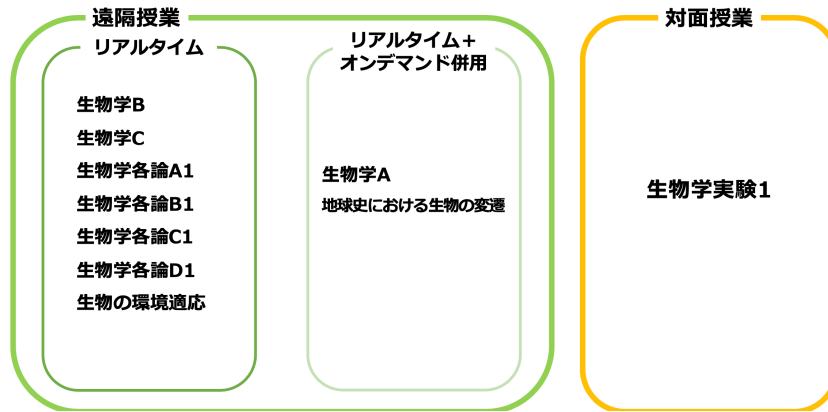 遠隔授業
リアルタイム
生物学B
生物学C
生物学各論A1
生物学各論B1
生物学各論C1
生物学各論D1
生物の環境適応
リアルタイム＋
オンデマンド併用
生物学A
地球史における生物の変遷
対面授業
生物学実験1